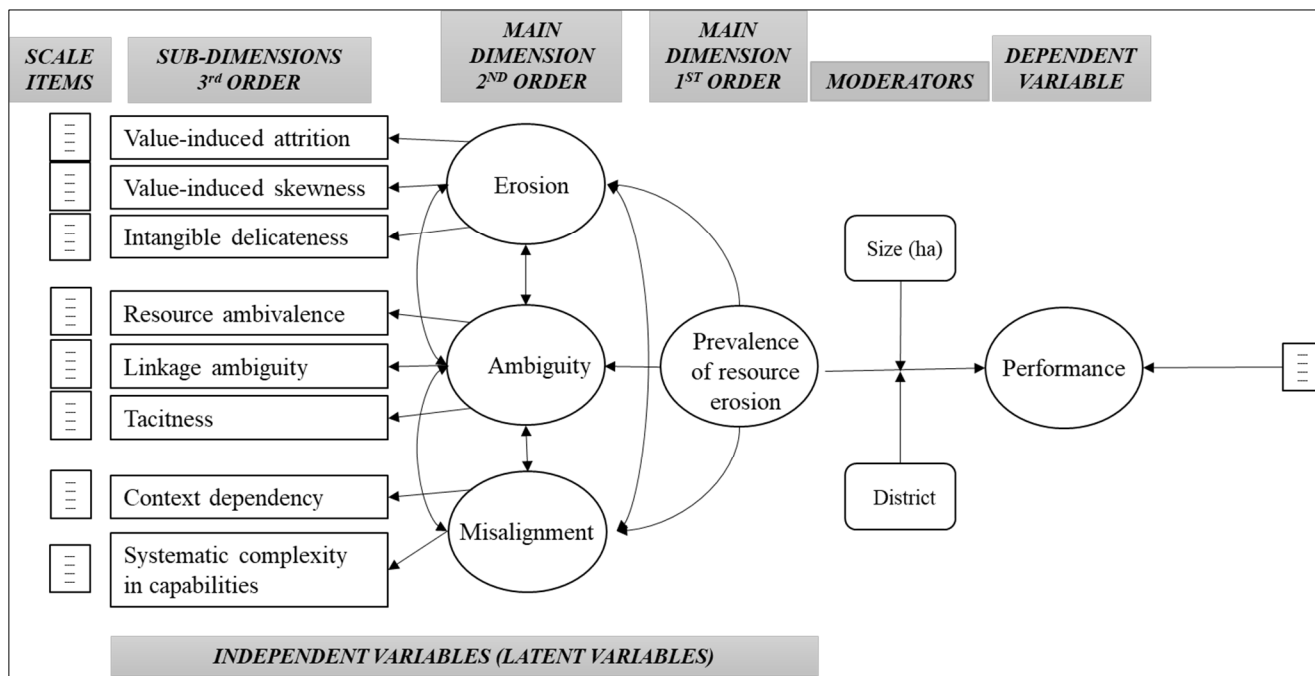 SCALE
ITEMS
SUB-DIMENSIONS
3rd ORDER
MAIN
DIMENSION
2ND ORDER
MAIN
DIMENSION
1ST ORDER
MODERATORS
DEPENDENT
VARIABLE
Value-induced attrition
Value-induced skewness
Intangible delicateness
Resource ambivalence
Linkage ambiguity
Tacitness
Context dependency
Systematic complexity
in capabilities
Erosion
Ambiguity
Misalignment
Prevalence
of resource
erosion
Size (ha)
District
Performance
INDEPENDENT VARIABLES (LATENT VARIABLES)